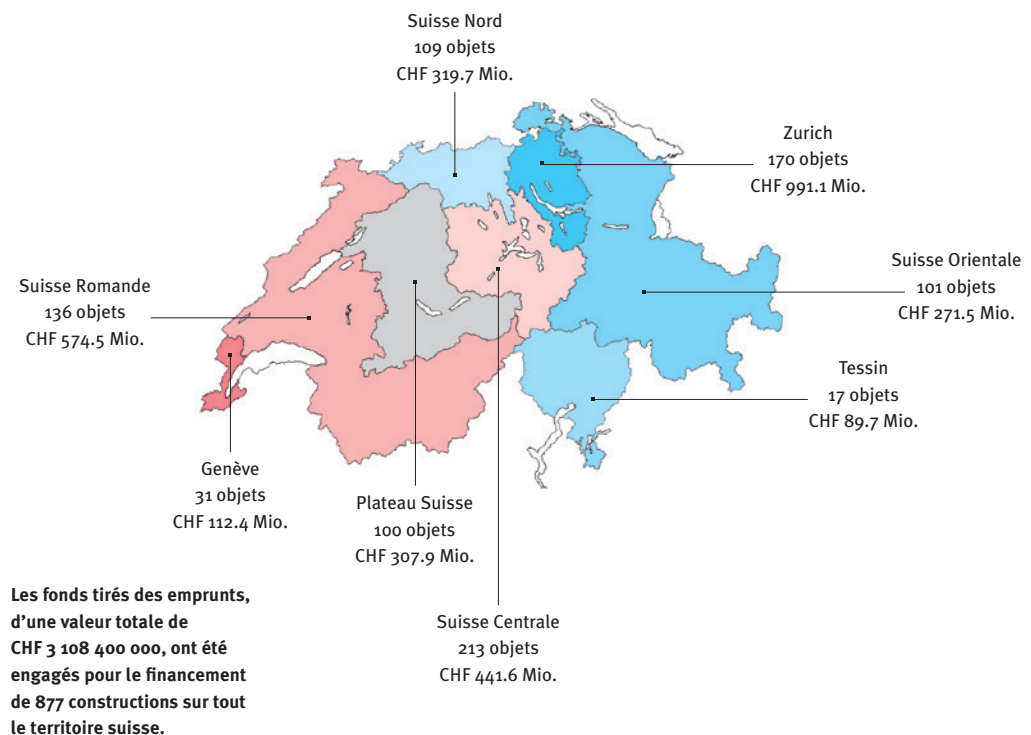 Suisse Nord
109 objets
CHF 319.7 Mio.
Zurich
170 objets
CHF 991.1 Mio.
Suisse Orientale
101 objets
CHF 271.5 Mio.
Suisse Romande
136 objets
CHF 574.5 Mio.
Tessin
17 objets
CHF 89.7 Mio.
Genève
31 objets
CHF 112.4 Mio.
Plateau Suisse
100 objets
CHF 307.9 Mio.
Suisse Centrale
213 objets
CHF 441.6 Mio.
Les fonds tirés des emprunts,
d'une valeur totale de
CHF 3 108 400 000, ont été
engagés pour le financement
de 877 constructions sur tout
le territoire suisse.